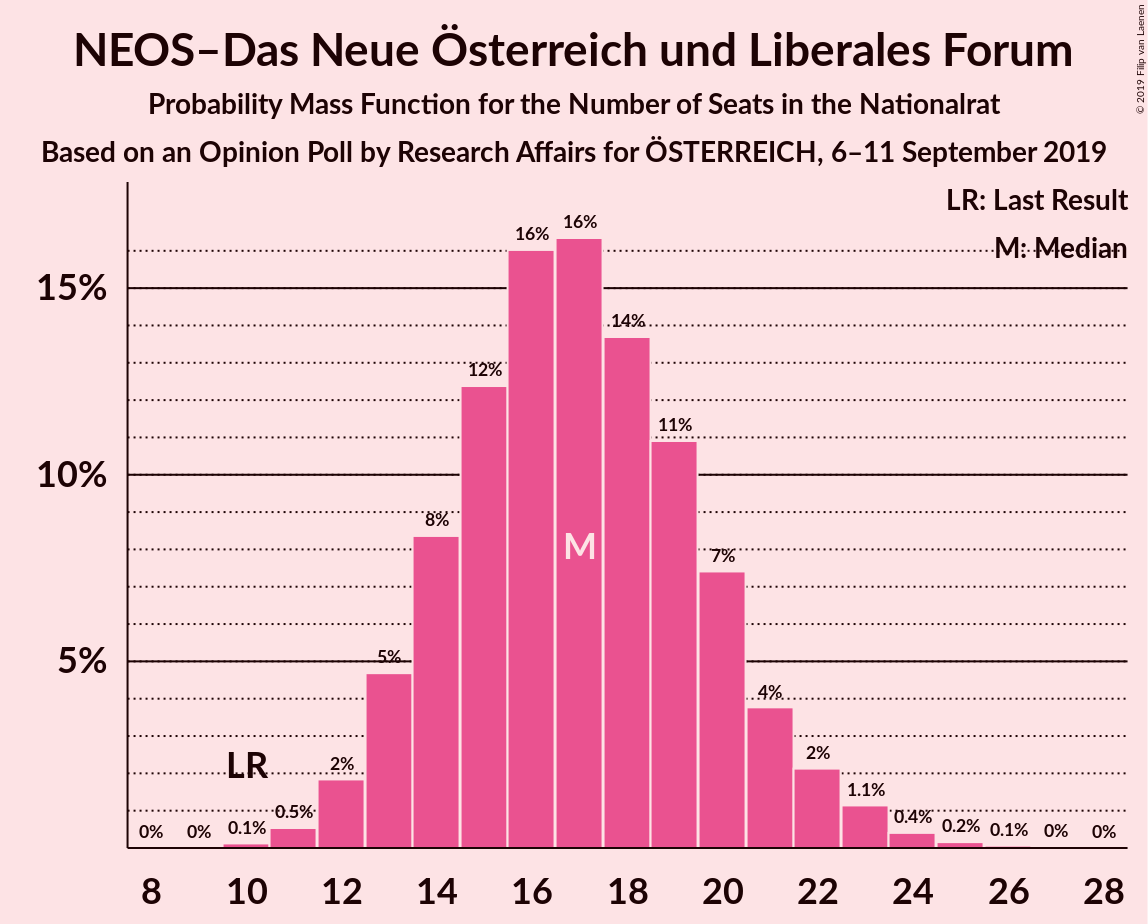 NEOS–Das Neue Österreich und Liberales Forum
Probability Mass Function for the Number of Seats in the Nationalrat
Based on an Opinion Poll by Research Affairs for ÖSTERREICH, 6–11 September 2019
© 2019 Filip van Laenen
LR: Last Result
M: Median
15%
10%
5%
0%
0%
0.1%
0.5%
2%
5%
8%
12%
16%
16%
14%
11%
7%
4%
2%
1.1%
0.4%
0.2%
0.1%
0%
0%
LR
M
8 10 12 14 16 18 20 22 24 26 28